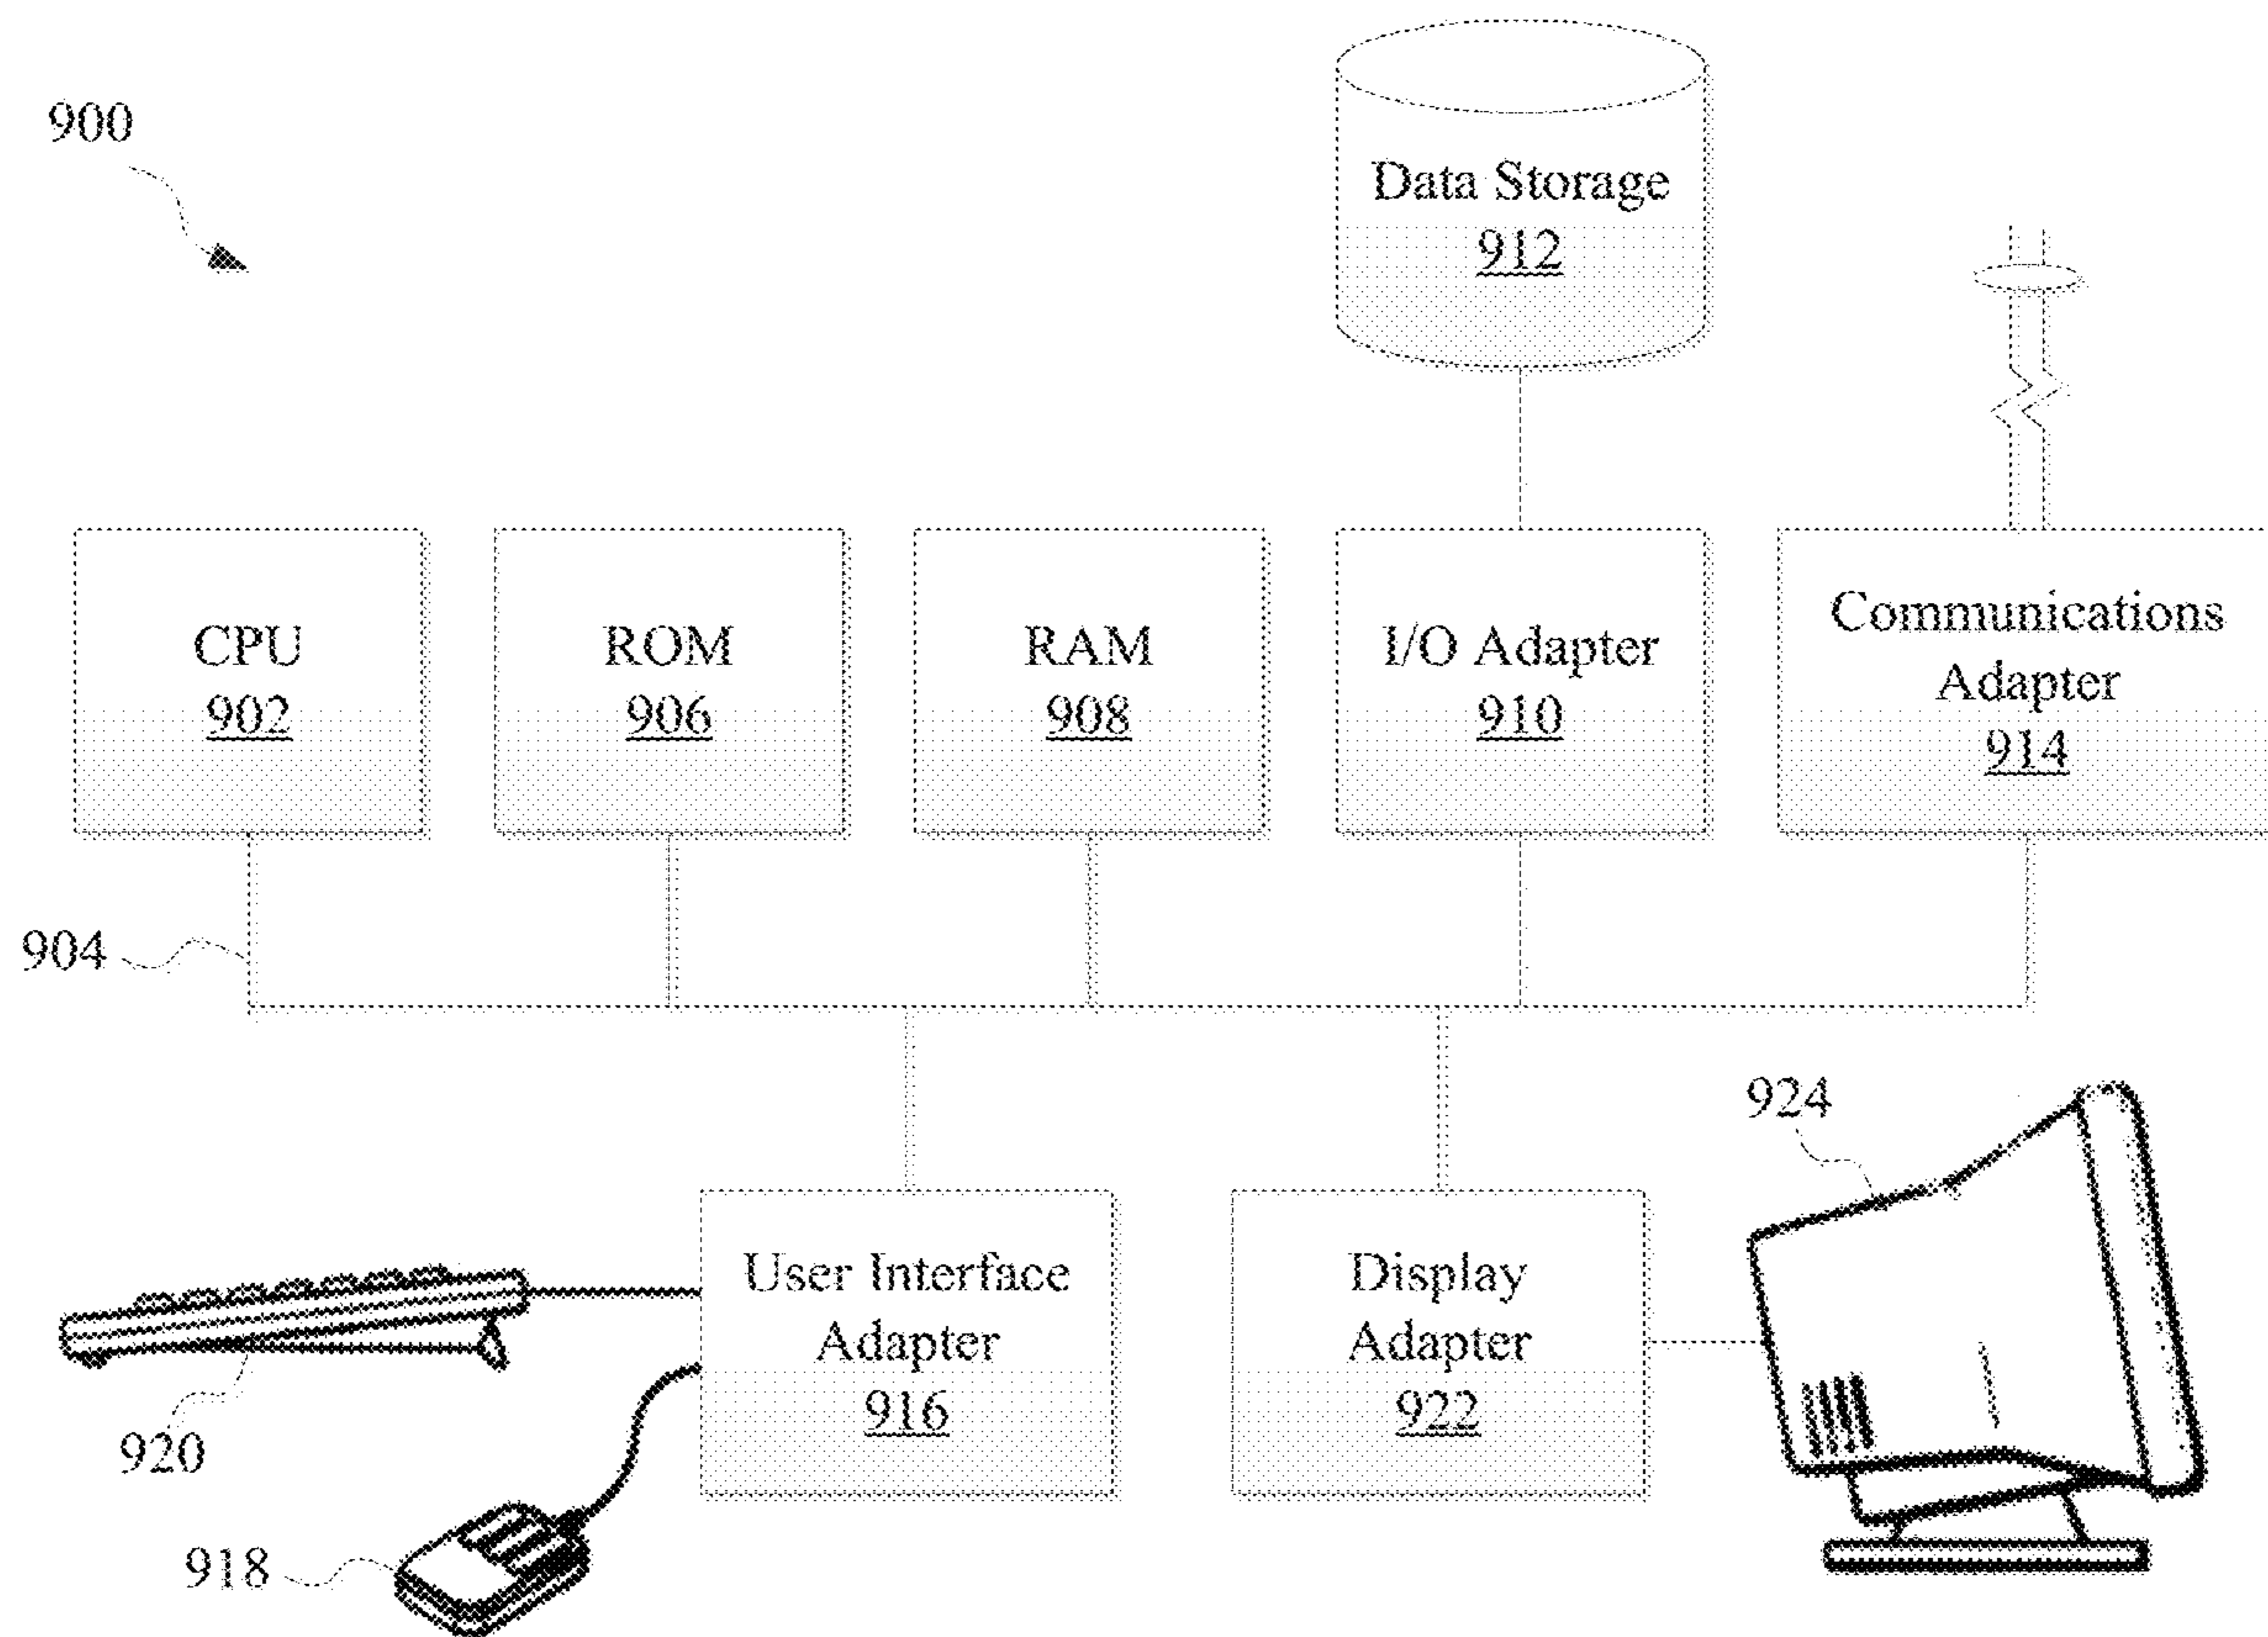 900
Data Storage
912
CPU
902
ROM
906
RAM
908
I/O Adapter
910
Communications
Adapter
914
904
924
User Interface
Adapter
916
Display
Adapter
922
920
918